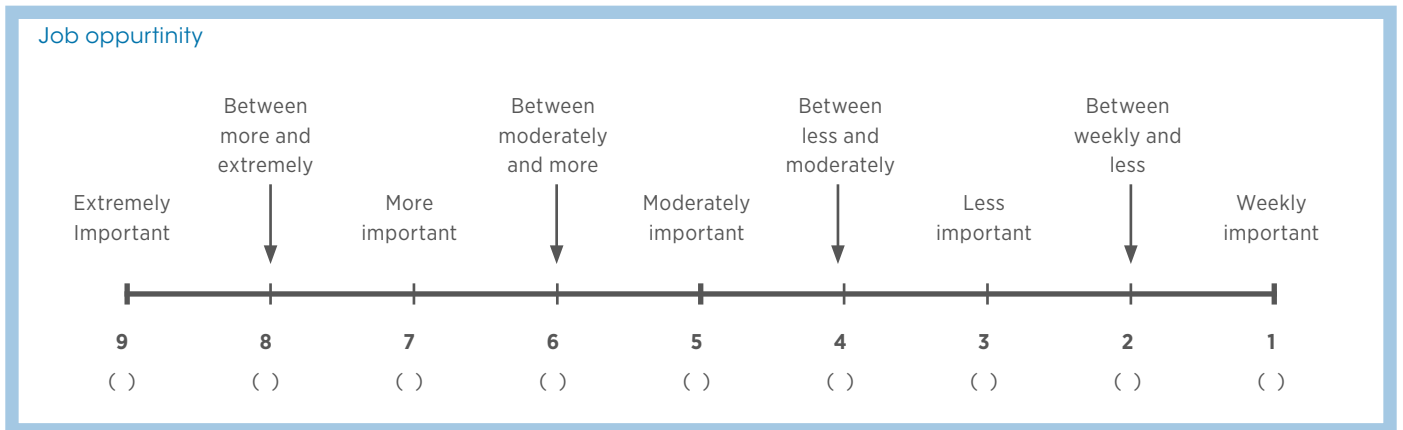 Job oppurtinity
Between
more and
extremely
Between
moderately
and more
Between
less and
moderately
Between
weekly and
less
Extremely
Important
More
important
Moderately
important
Less
important
Weekly
important
9 8 7 6 5 4 3 2 1
( ) ( ) ( ) ( ) ( ) ( ) ( ) ( ) ( )